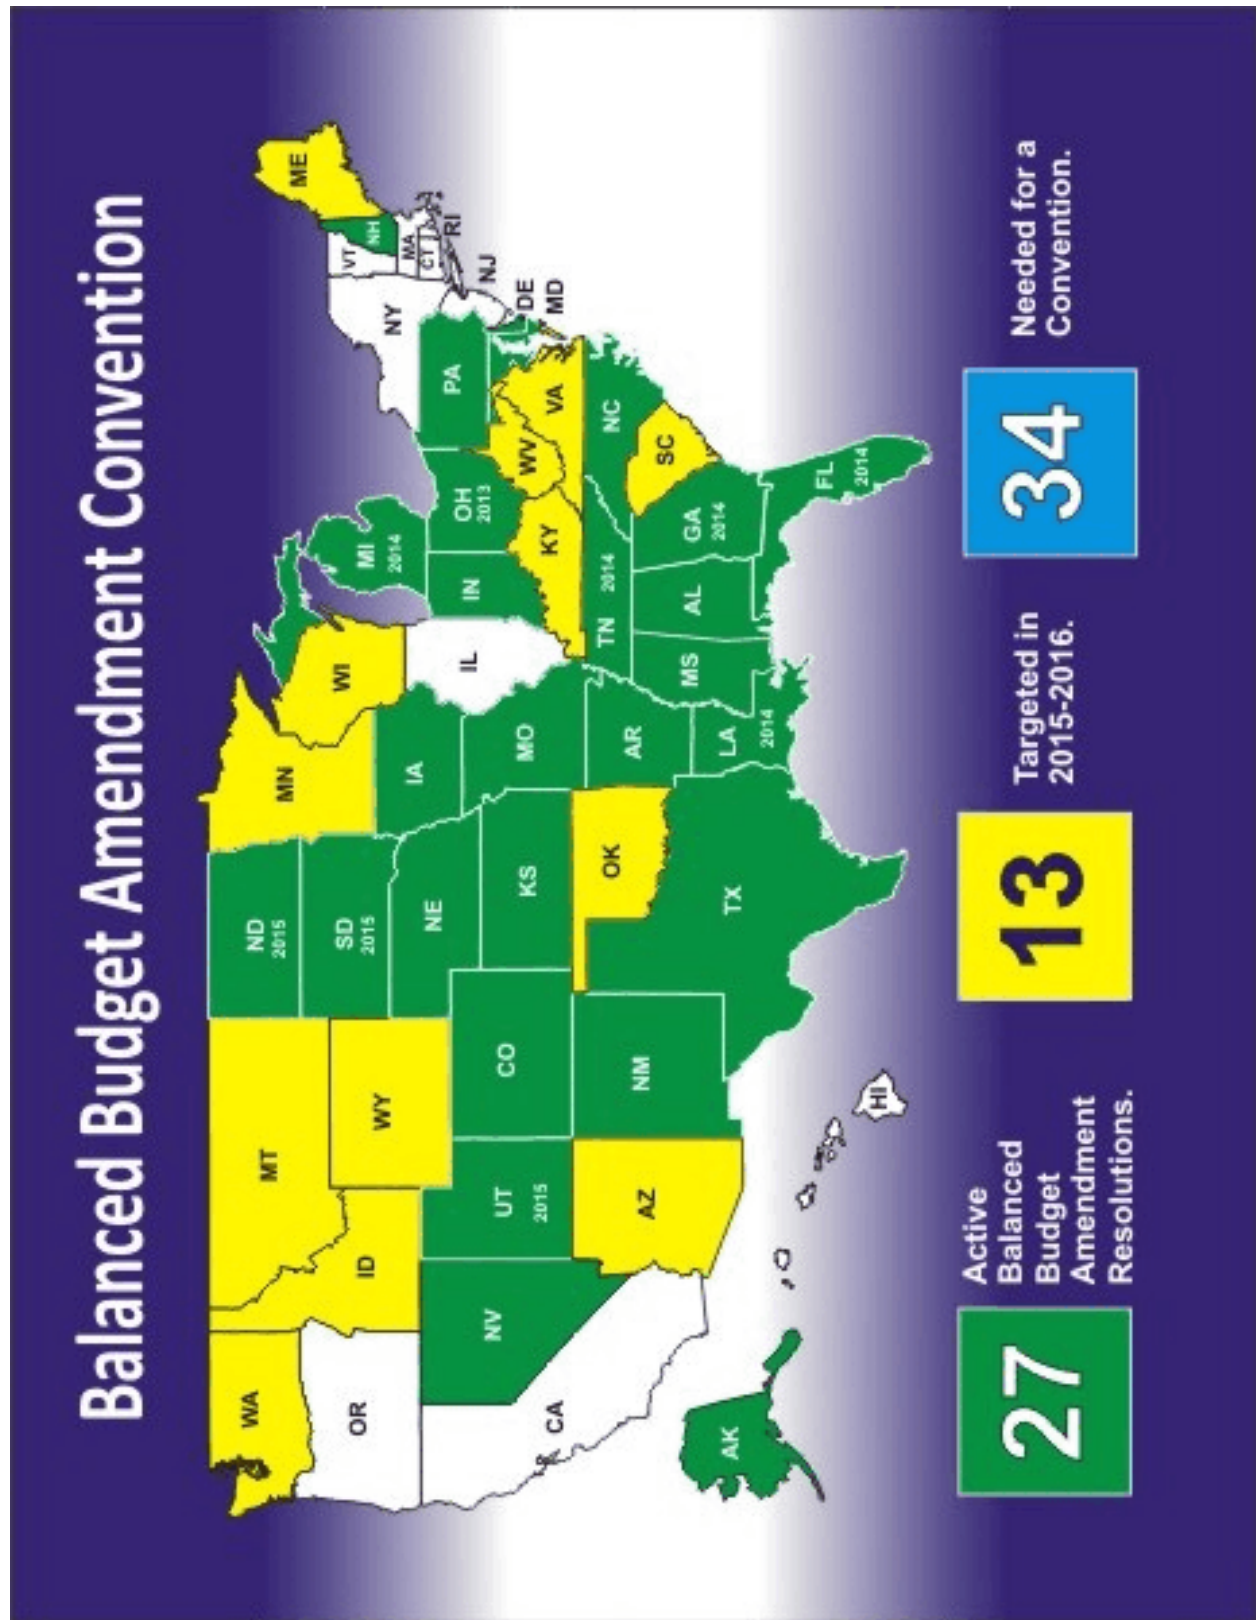 Balanced Budget Amendment Convention
WA
OR
CA
NV
ID
MT
WY
UT
2015
AZ
CO
NM
ND
2015
SD
2015
NE
KS
OK
TX
MN
IA
MO
AR
LA
2014
WI
IL
MI
2014
IN
OH
2013
KY
TN 2014
MS
AL
GA
2014
FL
2014
SC
NC
VA
WV
PA
NY
VT
NH
ME
MA
CT
RI
NJ
DE
MD
AK
HI
27
Active
Balanced
Budget
Amendment
Resolutions.
13
Targeted in
2015-2016.
34
Needed for a
Convention.